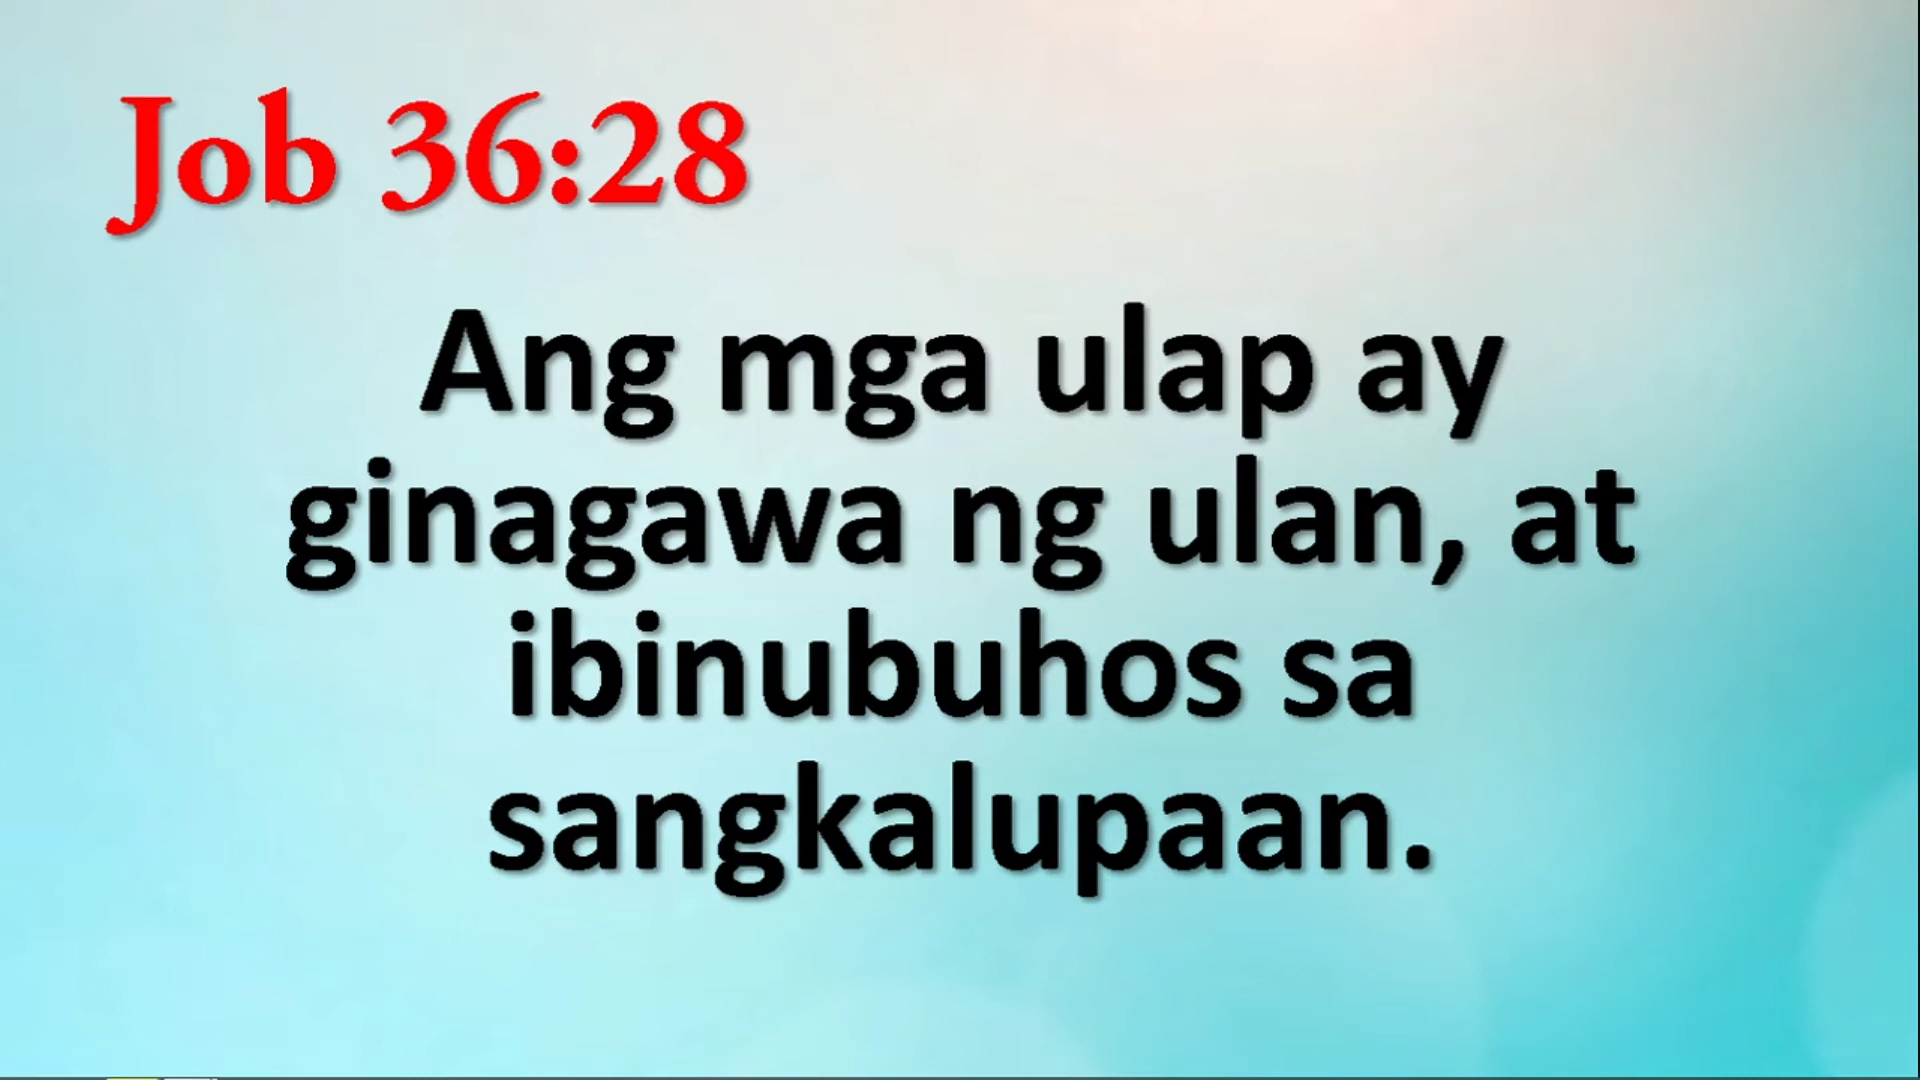 Job 36:28
Ang mga ulap ay
ginagawa ng ulan, at
ibinubuhos sa
sangkalupaan.